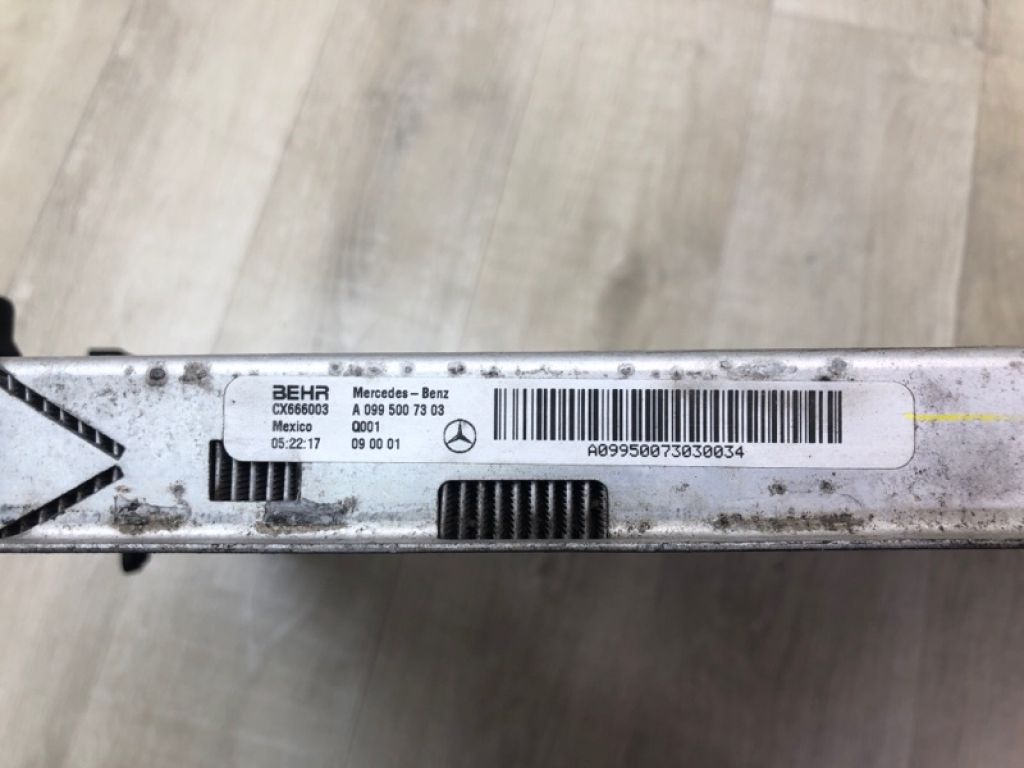 BEHR Mercedes-Benz
CX666003 A 099 500 73 03
Mexico Q001
05:22:17 09 00 01
A09950073030034